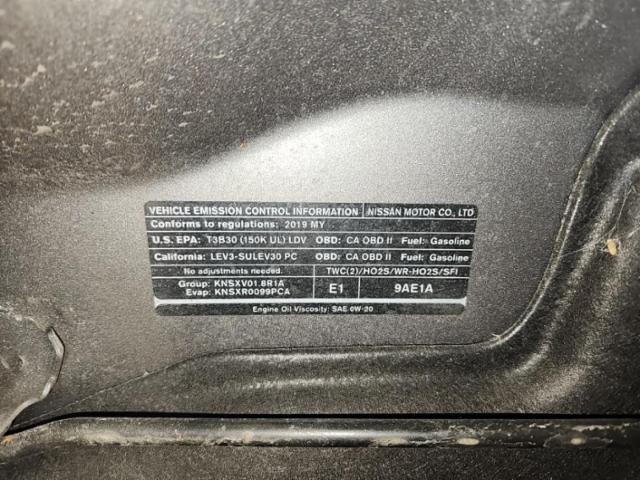 VEHICLE EMISSION CONTROL INFORMATION NISSAN MOTOR CO., LTD
Conforms to regulations: 2019 MY
U.S. EPA: T3B30 (150K UL) LDV OBD: CA OBD II Fuel: Gasoline
California: LEV3-SULEV30 PC OBD: CA OBD II Fuel: Gasoline
No adjustments needed. TWC(2)/HO2S/WR-HO2S/SFI
Group: KNSXV01.8R1A
Evap: KNSXR0099PCA E1 9AE1A
Engine Oil Viscosity: SAE 0W-20